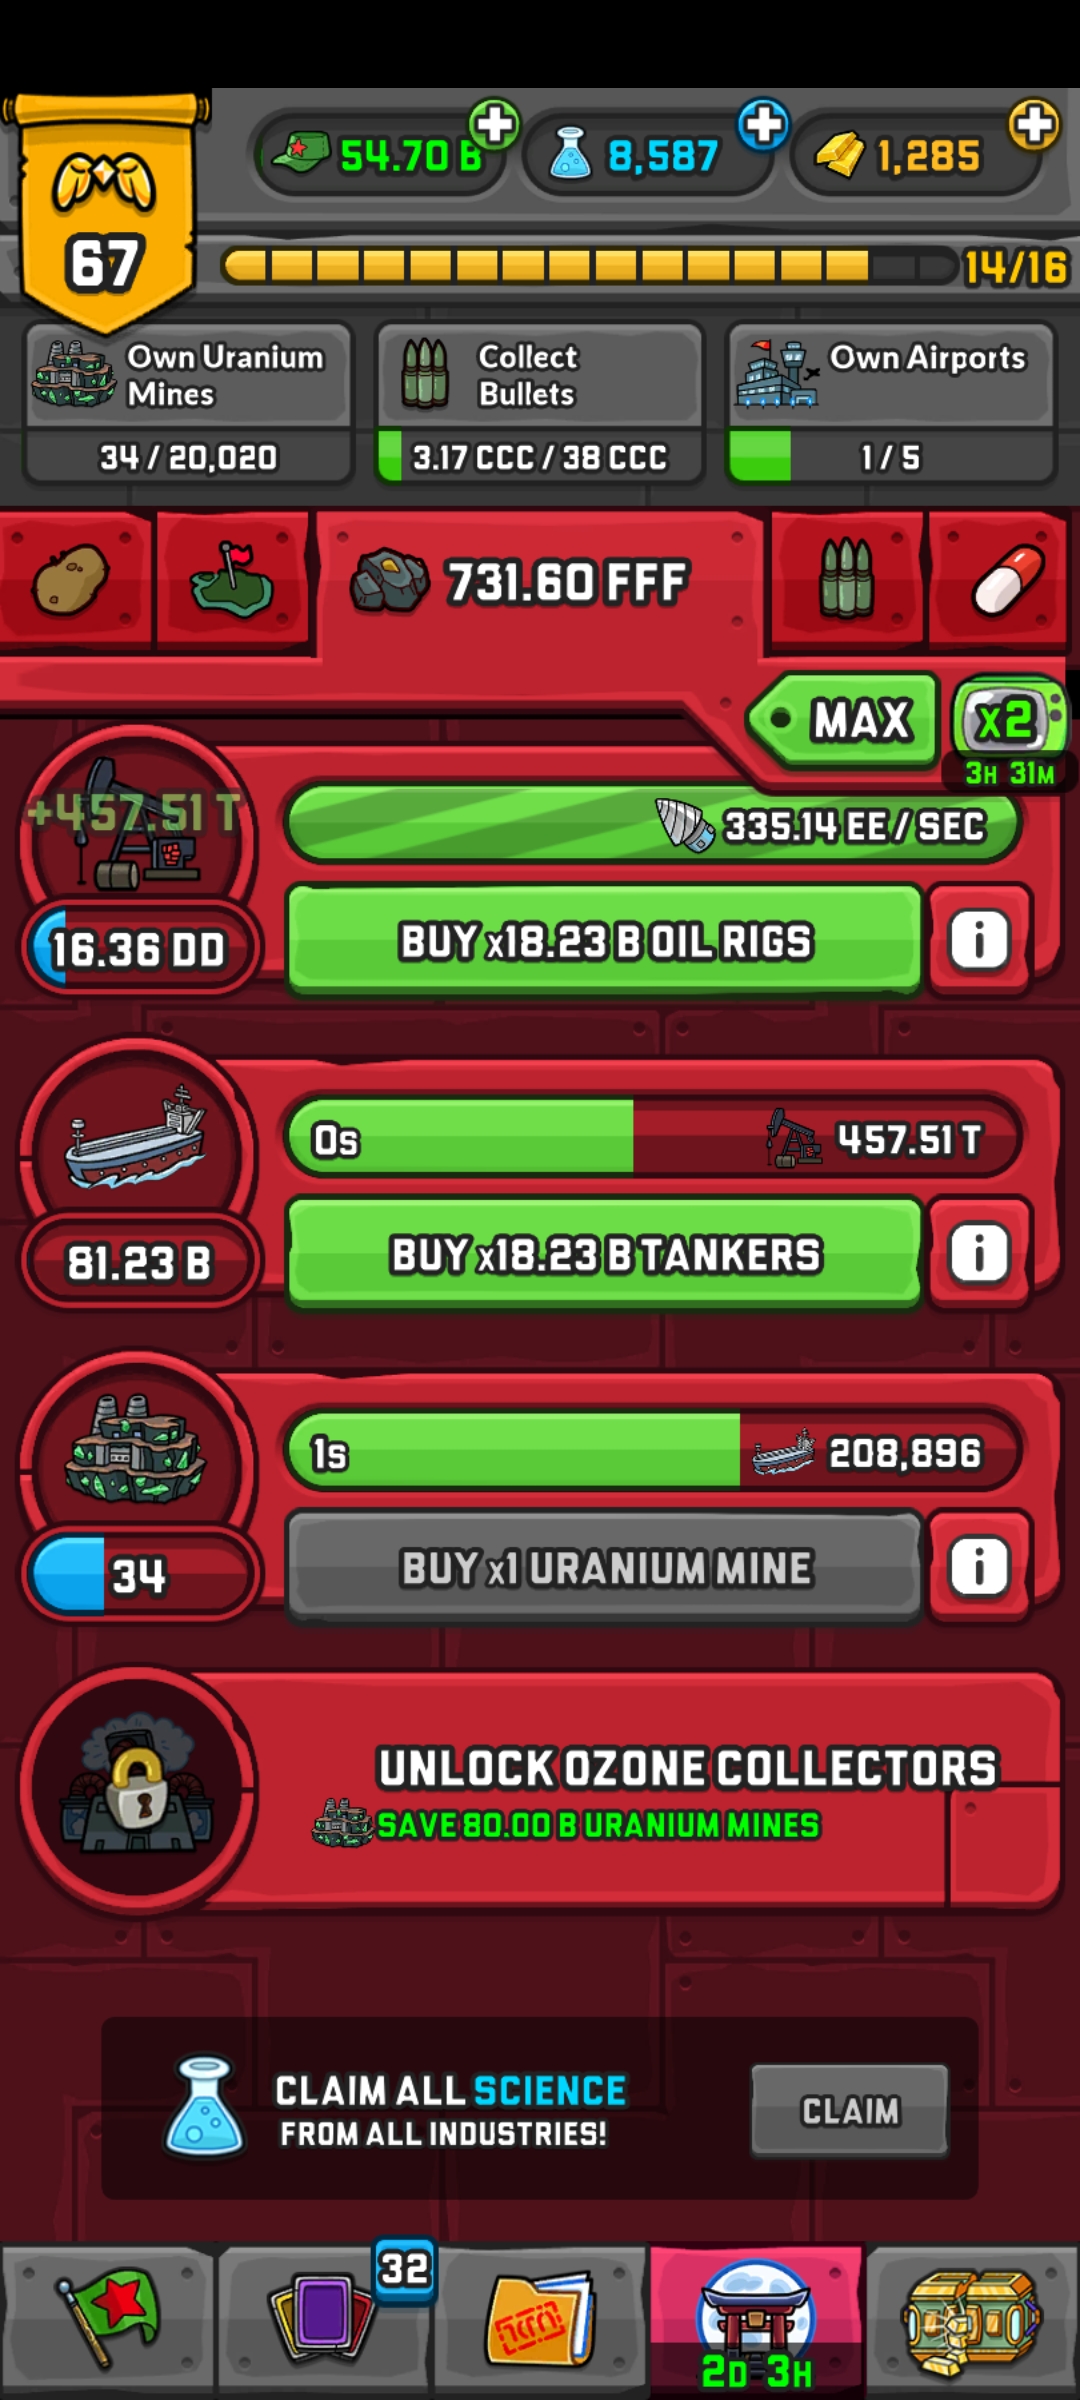 67
54.70 B
8,587
1,285
14/16
Own Uranium
Mines
34 / 20,020
Collect
Bullets
3.17 CCC / 38 CCC
Own Airports
1 / 5
731.60 FFF
MAX
x2
3H 31M
+457.51 T
335.14 EE / SEC
16.36 DD
BUY x18.23 B OIL RIGS
i
0s
457.51 T
81.23 B
BUY x18.23 B TANKERS
i
1s
208,896
34
BUY x1 URANIUM MINE
i
UNLOCK OZONE COLLECTORS
SAVE 80.00 B URANIUM MINES
CLAIM ALL SCIENCE
FROM ALL INDUSTRIES!
CLAIM
32
2D 3H